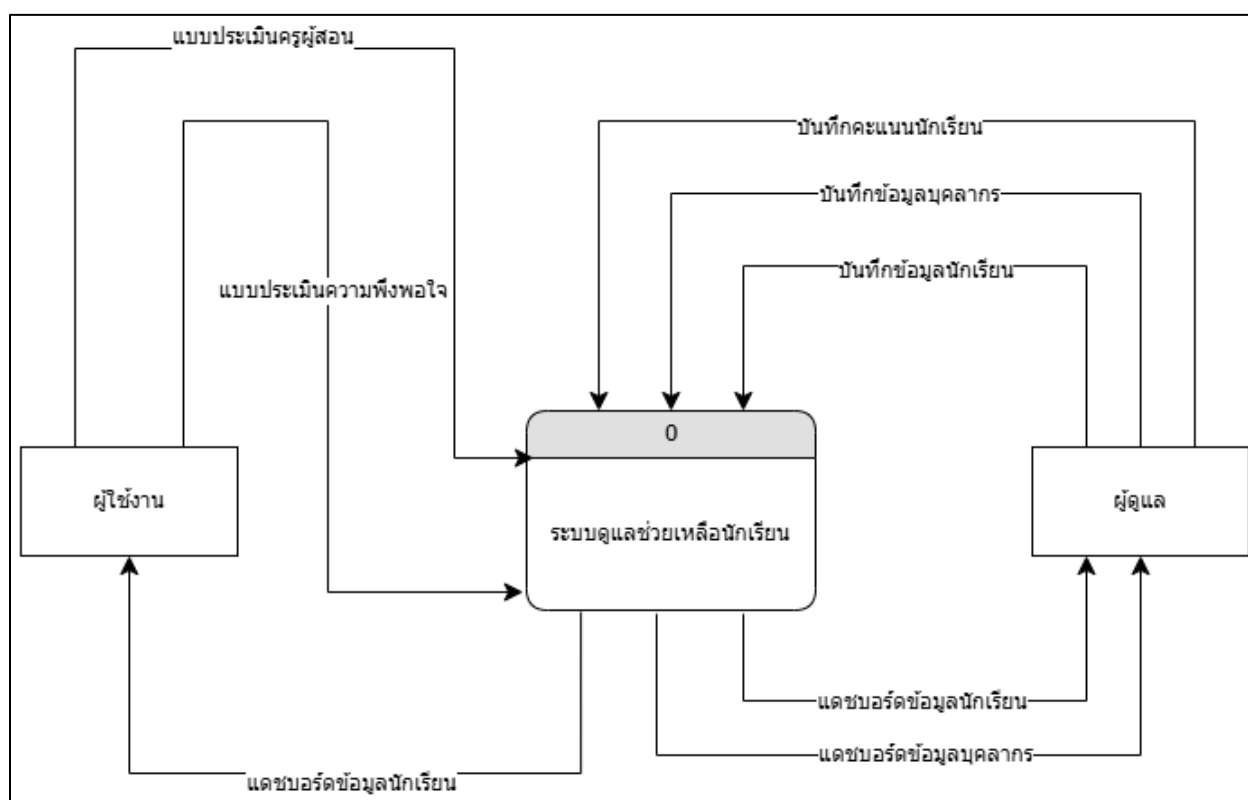 แบบประเมินครูผู้สอน
บันทึกคะแนนนักเรียน
บันทึกข้อมูลบุคลากร
บันทึกข้อมูลนักเรียน
แบบประเมินความพึงพอใจ
0
ผู้ใช้งาน
ระบบดูแลช่วยเหลือนักเรียน
ผู้ดูแล
แดชบอร์ดข้อมูลนักเรียน
แดชบอร์ดข้อมูลบุคลากร
แดชบอร์ดข้อมูลนักเรียน